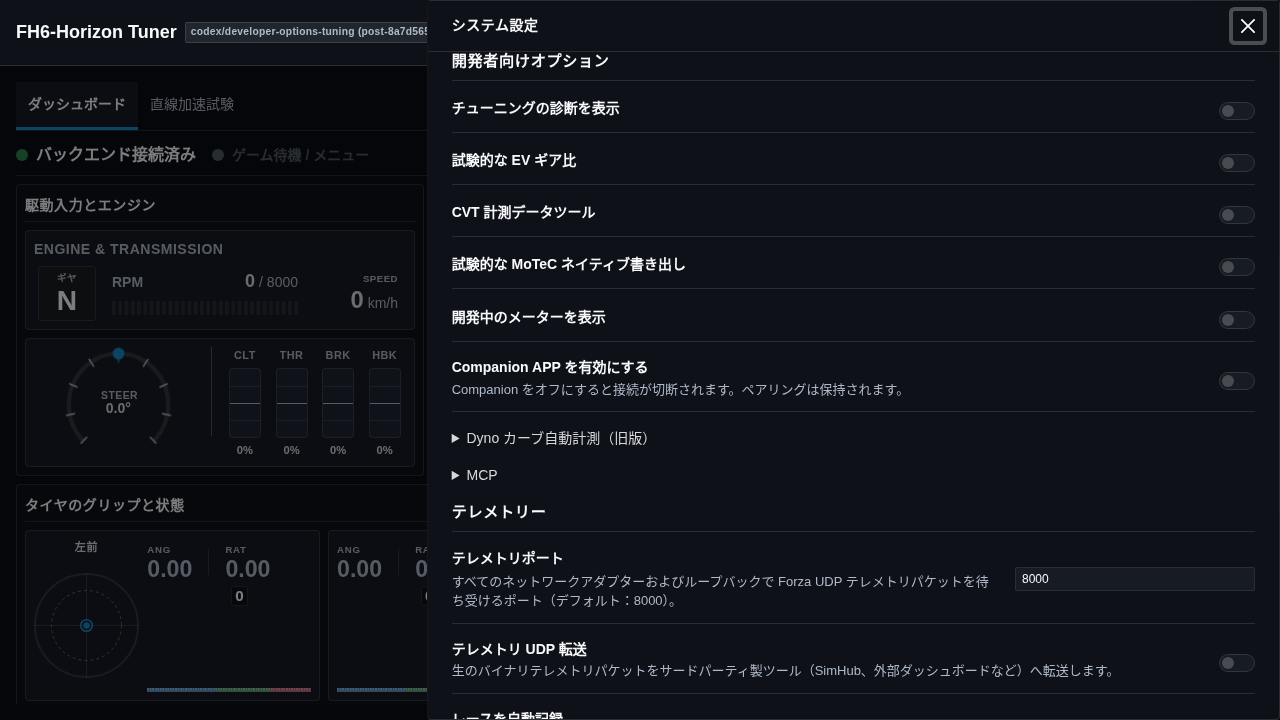 FH6-Horizon Tuner
codex/developer-options-tuning (post-8a7d565
ダッシュボード
直線加速試験
バックエンド接続済み
ゲーム待機 / メニュー
駆動入力とエンジン
ENGINE & TRANSMISSION
ギヤ
N
RPM
0 / 8000
SPEED
0 km/h
STEER
0.0°
CLT
THR
BRK
HBK
0%
0%
0%
0%
タイヤのグリップと状態
左前
ANG
0.00
RAT
0.00
0
ANG
0.00
システム設定
開発者向けオプション
チューニングの診断を表示
試験的な EV ギア比
CVT 計測データツール
試験的な MoTeC ネイティブ書き出し
開発中のメーターを表示
Companion APP を有効にする
Companion をオフにすると接続が切断されます。ペアリングは保持されます。
▶ Dyno カーブ自動計測（旧版）
▶ MCP
テレメトリー
テレメトリポート
すべてのネットワークアダプターおよびループバックで Forza UDP テレメトリパケットを待
ち受けるポート（デフォルト：8000）。
8000
テレメトリ UDP 転送
生のバイナリテレメトリパケットをサードパーティ製ツール（SimHub、外部ダッシュボードなど）へ転送します。
レースを自動記録